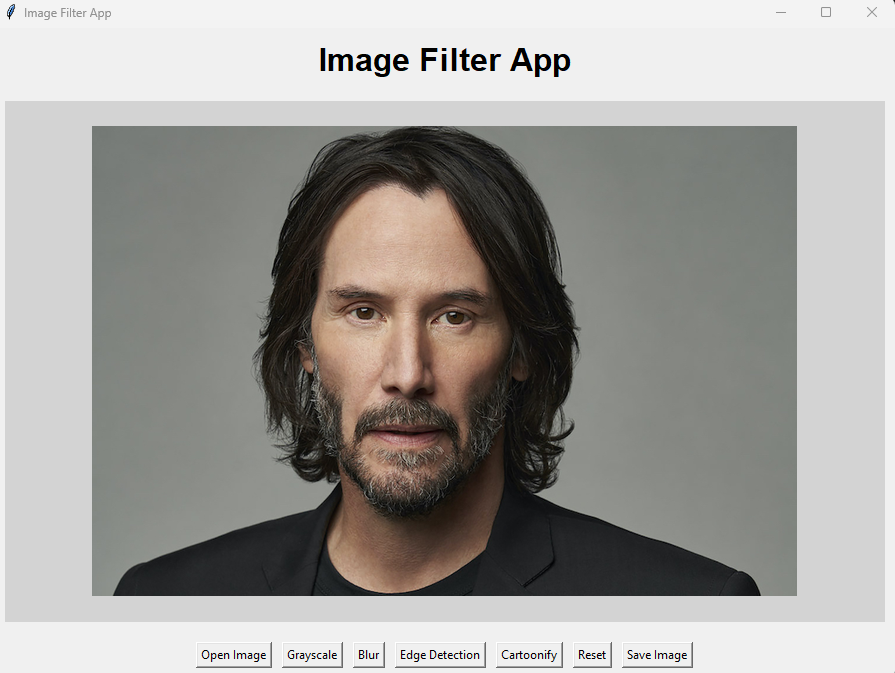 Image Filter App
Image Filter App
Open Image Grayscale Blur Edge Detection Cartoonify Reset Save Image